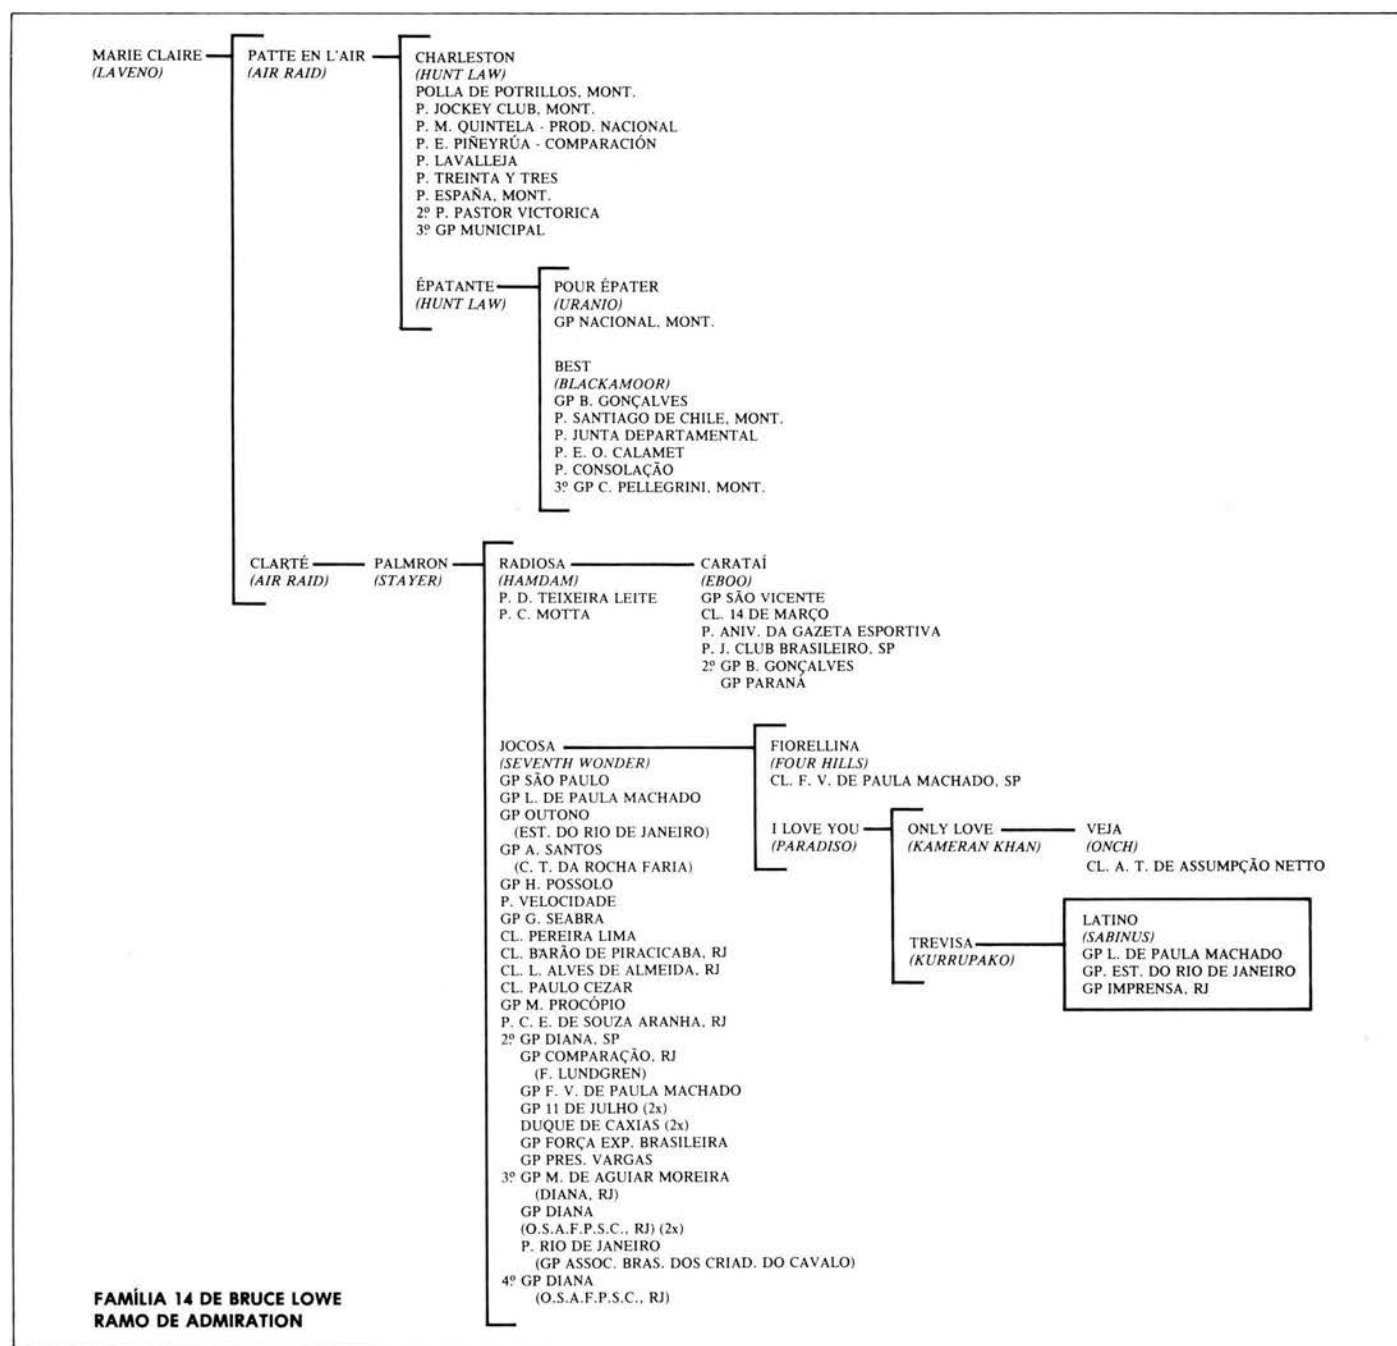 MARIE CLAIRE
(LAVENO)
PATTE EN L'AIR
(AIR RAID)
CHARLESTON
(HUNT LAW)
POLLA DE POTRILLOS, MONT.
P. JOCKEY CLUB, MONT.
P. M. QUINTELA - PROD. NACIONAL
P. E. PIÑEYRÚA - COMPARACIÓN
P. LAVALLEJA
P. TREINTA Y TRES
P. ESPAÑA, MONT.
2º P. PASTOR VICTORICA
3º GP MUNICIPAL
ÉPATANTE
(HUNT LAW)
POUR ÉPATER
(URANIO)
GP NACIONAL, MONT.
BEST
(BLACKAMOOR)
GP B. GONÇALVES
P. SANTIAGO DE CHILE, MONT.
P. JUNTA DEPARTAMENTAL
P. E. O. CALAMET
P. CONSOLAÇÃO
3º GP C. PELLEGRINI, MONT.
CLARTÉ
(AIR RAID)
PALMRON
(STAYER)
RADIOSA
(HAMDAM)
P. D. TEIXEIRA LEITE
P. C. MOTTA
CARATAÍ
(EBOO)
GP SÃO VICENTE
CL. 14 DE MARÇO
P. ANIV. DA GAZETA ESPORTIVA
P. J. CLUB BRASILEIRO, SP
2º GP B. GONÇALVES
GP PARANÁ
JOCOSA
(SEVENTH WONDER)
GP SÃO PAULO
GP L. DE PAULA MACHADO
GP OUTONO
(EST. DO RIO DE JANEIRO)
GP A. SANTOS
(C. T. DA ROCHA FARIA)
GP H. POSSOLO
P. VELOCIDADE
GP G. SEABRA
CL. PEREIRA LIMA
CL. BARÃO DE PIRACICABA, RJ
CL. L. ALVES DE ALMEIDA, RJ
CL. PAULO CEZAR
GP M. PROCÓPIO
P. C. E. DE SOUZA ARANHA, RJ
2º GP DIANA, SP
GP COMPARAÇÃO, RJ
(F. LUNDGREN)
GP F. V. DE PAULA MACHADO
GP 11 DE JULHO (2x)
DUQUE DE CAXIAS (2x)
GP FORÇA EXP. BRASILEIRA
GP PRES. VARGAS
3º GP M. DE AGUIAR MOREIRA
(DIANA, RJ)
GP DIANA
(O.S.A.F.P.S.C., RJ) (2x)
P. RIO DE JANEIRO
(GP ASSOC. BRAS. DOS CRIAD. DO CAVALO)
4º GP DIANA
(O.S.A.F.P.S.C., RJ)
FIORELLINA
(FOUR HILLS)
CL. F. V. DE PAULA MACHADO, SP
I LOVE YOU
(PARADISO)
ONLY LOVE
(KAMERAN KHAN)
VEJA
(ONCH)
CL. A. T. DE ASSUMPÇÃO NETTO
TREVISA
(KURRUPAKO)
LATINO
(SABINUS)
GP L. DE PAULA MACHADO
GP. EST. DO RIO DE JANEIRO
GP IMPRENSA, RJ
FAMÍLIA 14 DE BRUCE LOWE
RAMO DE ADMIRATION